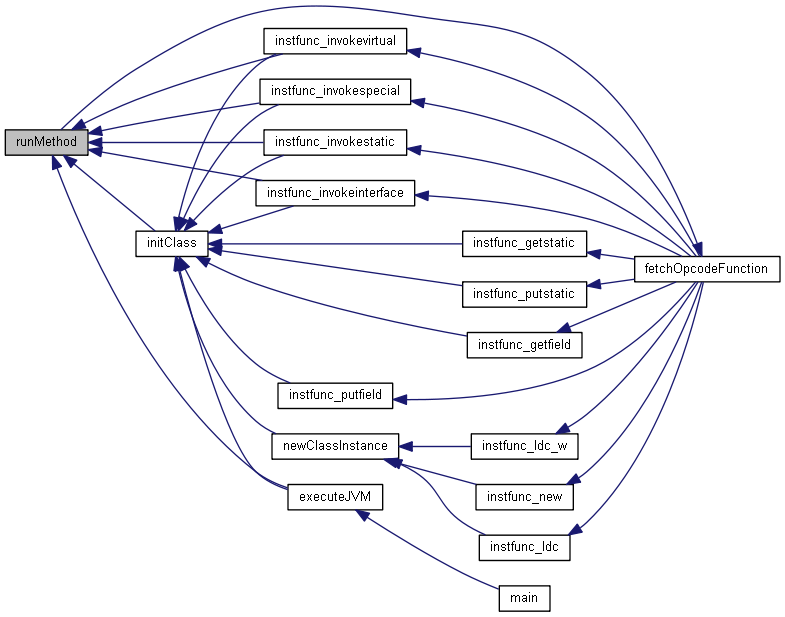 instfunc_invokevirtual
instfunc_invokespecial
runMethod
instfunc_invokestatic
instfunc_invokeinterface
initClass
instfunc_getstatic
fetchOpcodeFunction
instfunc_putstatic
instfunc_getfield
instfunc_putfield
newClassInstance
instfunc_ldc_w
executeJVM
instfunc_new
instfunc_ldc
main